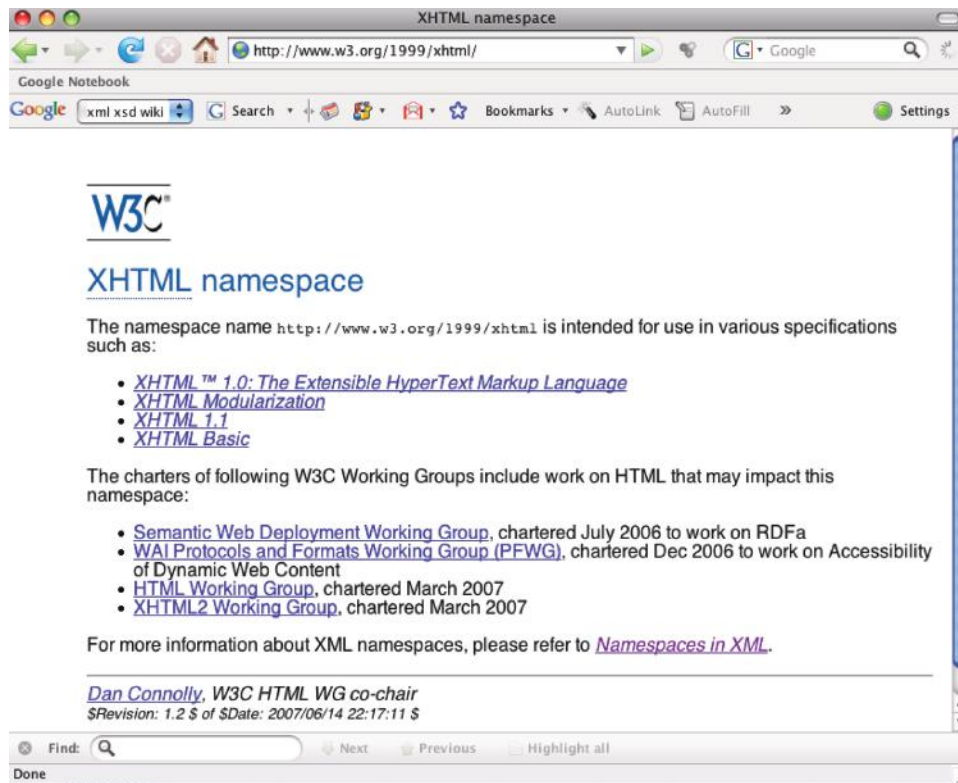 XHTML namespace
http://www.w3.org/1999/xhtml/
G Google
Google Notebook
Google xml xsd wiki G Search Bookmarks AutoLink AutoFill » Settings
W3C®
XHTML namespace
The namespace name http://www.w3.org/1999/xhtml is intended for use in various specifications
such as:
• XHTML™ 1.0: The Extensible HyperText Markup Language
• XHTML Modularization
• XHTML 1.1
• XHTML Basic
The charters of following W3C Working Groups include work on HTML that may impact this
namespace:
• Semantic Web Deployment Working Group, chartered July 2006 to work on RDFa
• WAI Protocols and Formats Working Group (PFWG), chartered Dec 2006 to work on Accessibility
of Dynamic Web Content
• HTML Working Group, chartered March 2007
• XHTML2 Working Group, chartered March 2007
For more information about XML namespaces, please refer to Namespaces in XML.
Dan Connolly, W3C HTML WG co-chair
$Revision: 1.2 $ of $Date: 2007/06/14 22:17:11 $
Find: Next Previous Highlight all
Done